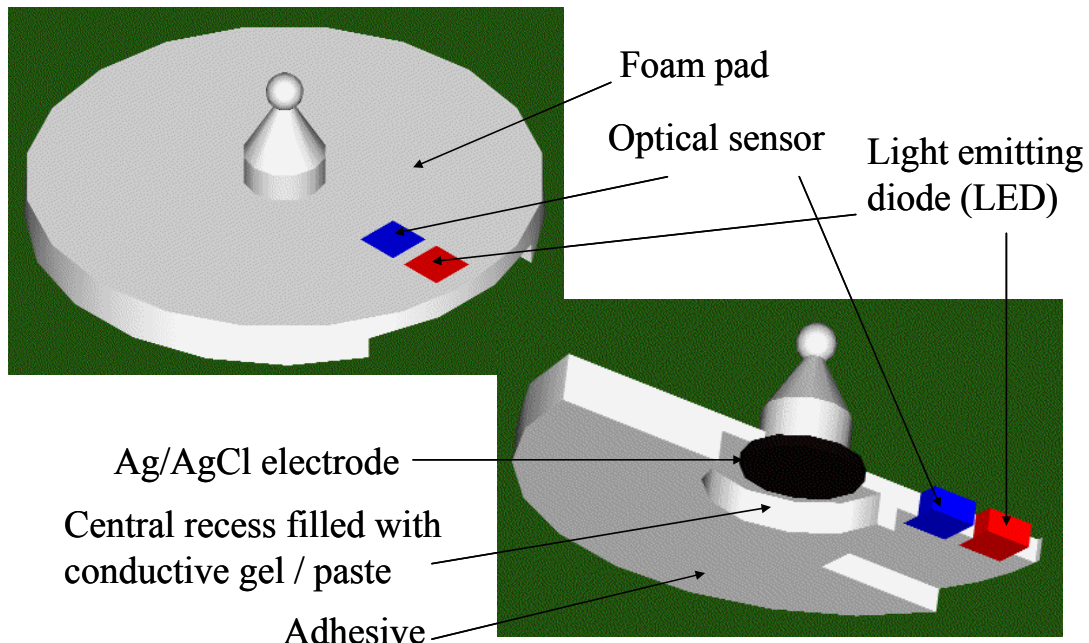 Foam pad
Optical sensor
Light emitting
diode (LED)
Ag/AgCl electrode
Central recess filled with
conductive gel / paste
Adhesive